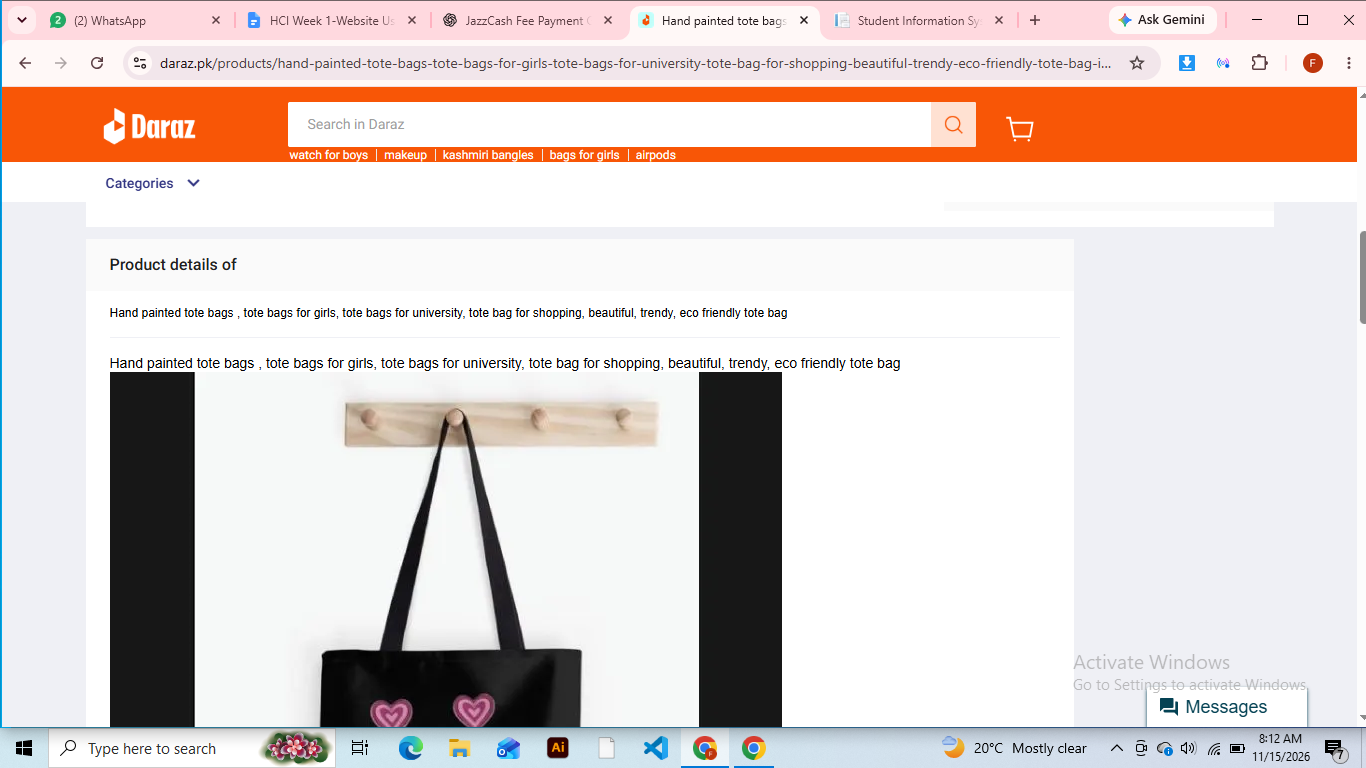 (2) WhatsApp
HCI Week 1-Website Us
JazzCash Fee Payment
Hand painted tote bags
Student Information Sy
Ask Gemini
daraz.pk/products/hand-painted-tote-bags-tote-bags-for-girls-tote-bags-for-university-tote-bag-for-shopping-beautiful-trendy-eco-friendly-tote-bag-i...
F
Daraz
Search in Daraz
watch for boys | makeup | kashmiri bangles | bags for girls | airpods
Categories
Product details of
Hand painted tote bags , tote bags for girls, tote bags for university, tote bag for shopping, beautiful, trendy, eco friendly tote bag
Hand painted tote bags , tote bags for girls, tote bags for university, tote bag for shopping, beautiful, trendy, eco friendly tote bag
Activate Windows
Go to Settings to activate Windows.
Messages
Type here to search
Ai
20°C Mostly clear
8:12 AM
11/15/2026
7